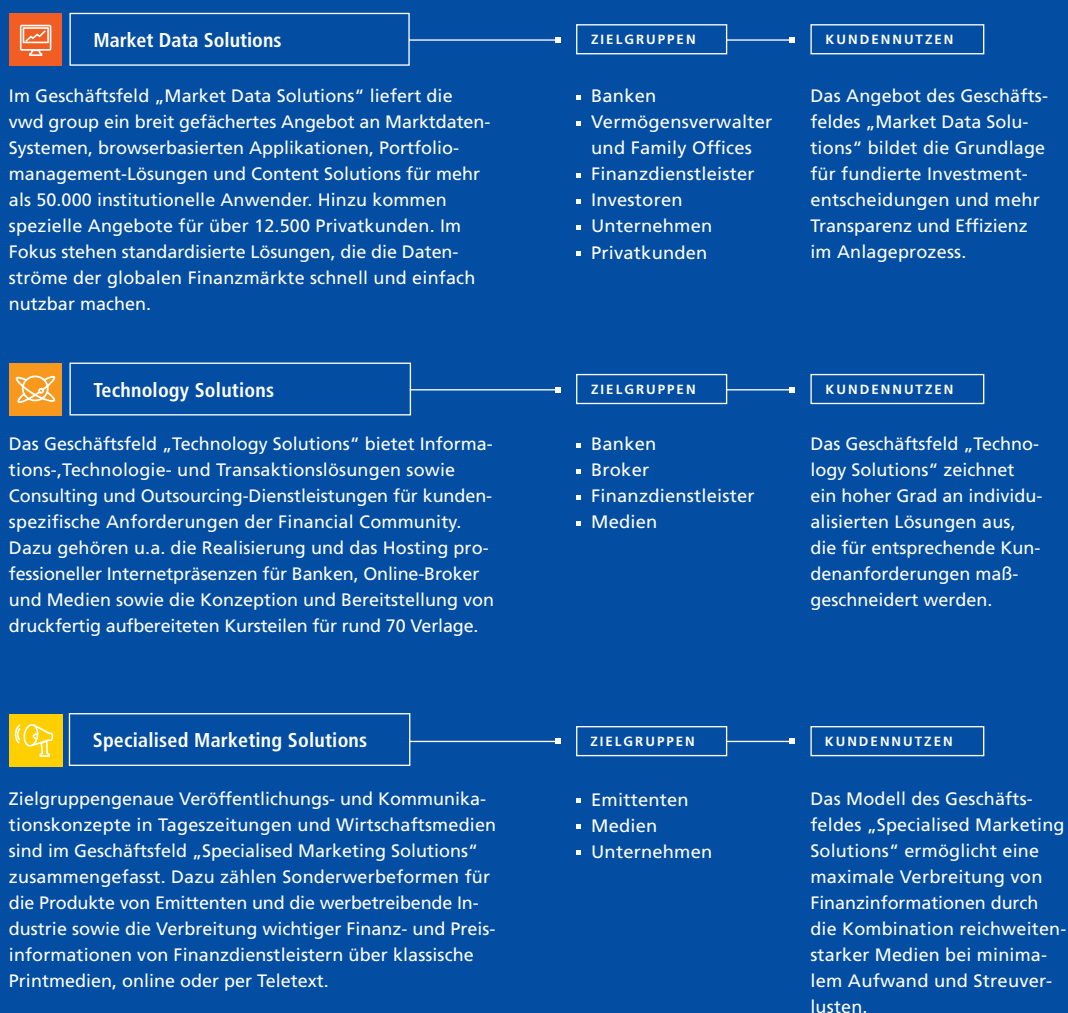 Market Data Solutions
ZIELGRUPPEN
KUNDENNUTZEN
Im Geschäftsfeld „Market Data Solutions“ liefert die
vwd group ein breit gefächertes Angebot an Marktdaten-
Systemen, browserbasierten Applikationen, Portfolio-
management-Lösungen und Content Solutions für mehr
als 50.000 institutionelle Anwender. Hinzu kommen
spezielle Angebote für über 12.500 Privatkunden. Im
Fokus stehen standardisierte Lösungen, die die Daten-
ströme der globalen Finanzmärkte schnell und einfach
nutzbar machen.
▪ Banken
▪ Vermögensverwalter
und Family Offices
▪ Finanzdienstleister
▪ Investoren
▪ Unternehmen
▪ Privatkunden
Das Angebot des Geschäfts-
feldes „Market Data Solu-
tions“ bildet die Grundlage
für fundierte Investment-
entscheidungen und mehr
Transparenz und Effizienz
im Anlageprozess.
Technology Solutions
ZIELGRUPPEN
KUNDENNUTZEN
Das Geschäftsfeld „Technology Solutions“ bietet Informa-
tions-,Technologie- und Transaktionslösungen sowie
Consulting und Outsourcing-Dienstleistungen für kunden-
spezifische Anforderungen der Financial Community.
Dazu gehören u.a. die Realisierung und das Hosting pro-
fessioneller Internetpräsenzen für Banken, Online-Broker
und Medien sowie die Konzeption und Bereitstellung von
druckfertig aufbereiteten Kursteilen für rund 70 Verlage.
▪ Banken
▪ Broker
▪ Finanzdienstleister
▪ Medien
Das Geschäftsfeld „Techno-
logy Solutions“ zeichnet
ein hoher Grad an individu-
alisierten Lösungen aus,
die für entsprechende Kun-
denanforderungen maß-
geschneidert werden.
Specialised Marketing Solutions
ZIELGRUPPEN
KUNDENNUTZEN
Zielgruppengenaue Veröffentlichungs- und Kommunika-
tionskonzepte in Tageszeitungen und Wirtschaftsmedien
sind im Geschäftsfeld „Specialised Marketing Solutions“
zusammengefasst. Dazu zählen Sonderwerbeformen für
die Produkte von Emittenten und die werbetreibende In-
dustrie sowie die Verbreitung wichtiger Finanz- und Preis-
informationen von Finanzdienstleistern über klassische
Printmedien, online oder per Teletext.
▪ Emittenten
▪ Medien
▪ Unternehmen
Das Modell des Geschäfts-
feldes „Specialised Marketing
Solutions“ ermöglicht eine
maximale Verbreitung von
Finanzinformationen durch
die Kombination reichweiten-
starker Medien bei minima-
lem Aufwand und Streuver-
lusten.